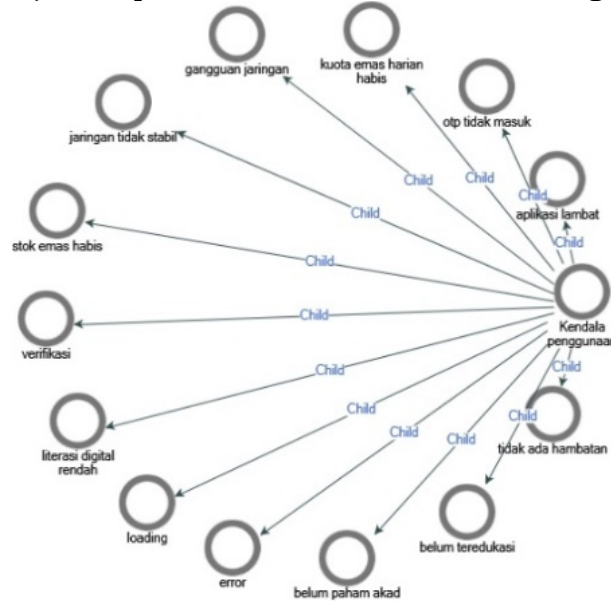 gangguan jaringan
kuota emas harian
habis
otp tidak masuk
jaringan tidak stabil
Child
Child
Child
aplikasi lambat
Child
stok emas habis
Child
Child
Child
verifikasi
Kendala
penggunaan
Child
Child
Child
Child
literasi digital
rendah
Child
Child
tidak ada hambatan
loading
belum teredukasi
error
belum paham akad